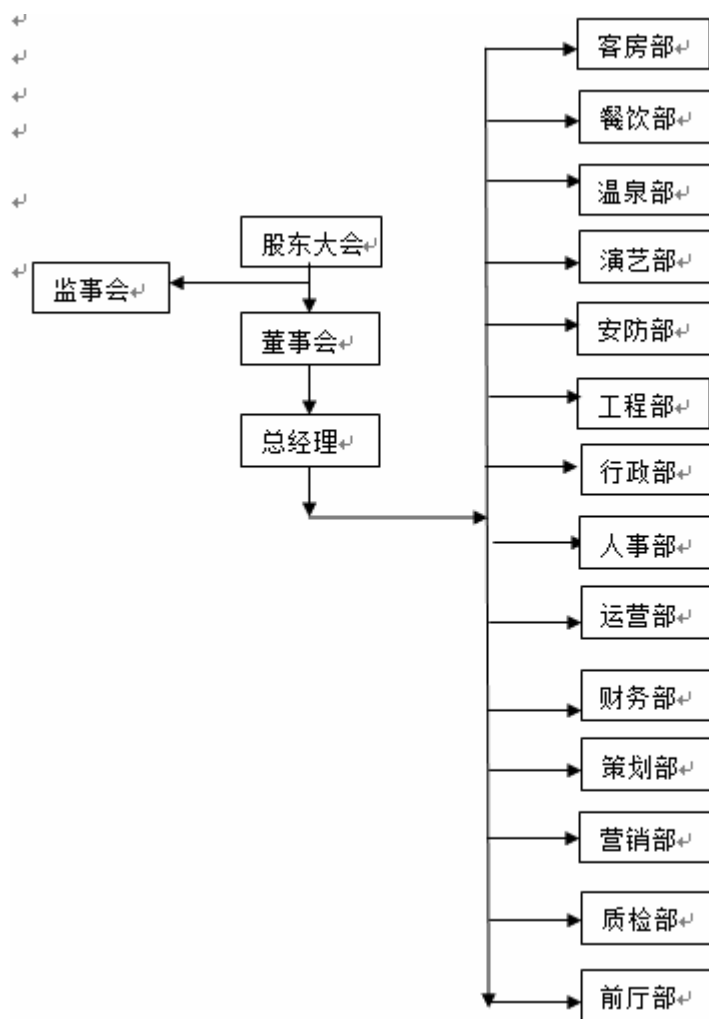 股东大会
监事会
董事会
总经理
客房部
餐饮部
温泉部
演艺部
安防部
工程部
行政部
人事部
运营部
财务部
策划部
营销部
质检部
前厅部